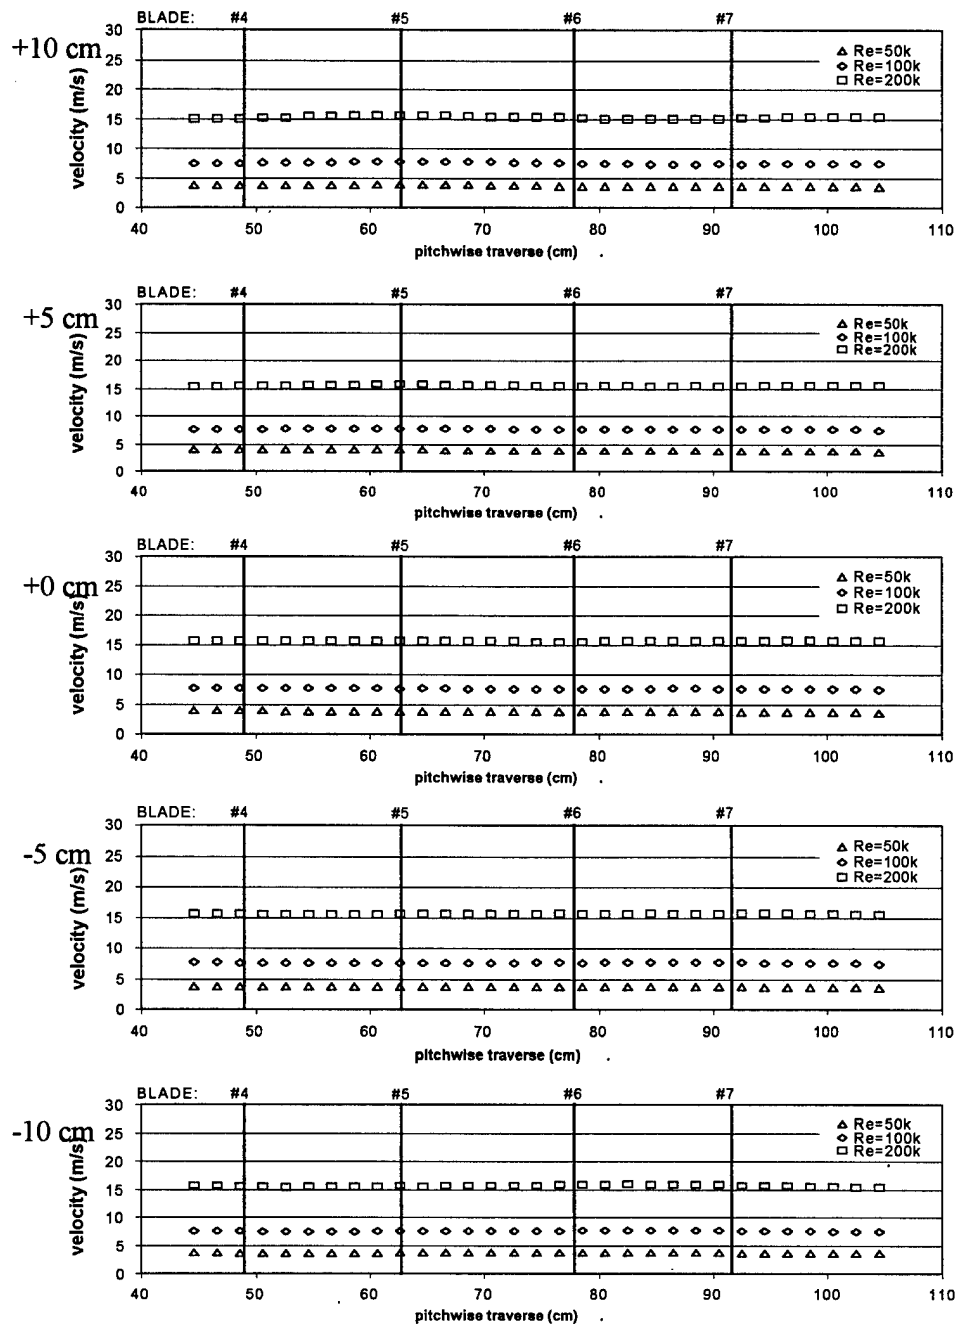 BLADE: #4 #5 #6 #7
+10 cm
velocity (m/s)
30
25
20
15
10
5
0
Re=50k
Re=100k
Re=200k
40 50 60 70 80 90 100 110
pitchwise traverse (cm)
BLADE: #4 #5 #6 #7
+5 cm
velocity (m/s)
30
25
20
15
10
5
0
Re=50k
Re=100k
Re=200k
40 50 60 70 80 90 100 110
pitchwise traverse (cm)
BLADE: #4 #5 #6 #7
+0 cm
velocity (m/s)
30
25
20
15
10
5
0
Re=50k
Re=100k
Re=200k
40 50 60 70 80 90 100 110
pitchwise traverse (cm)
BLADE: #4 #5 #6 #7
-5 cm
velocity (m/s)
30
25
20
15
10
5
0
Re=50k
Re=100k
Re=200k
40 50 60 70 80 90 100 110
pitchwise traverse (cm)
BLADE: #4 #5 #6 #7
-10 cm
velocity (m/s)
30
25
20
15
10
5
0
Re=50k
Re=100k
Re=200k
40 50 60 70 80 90 100 110
pitchwise traverse (cm)